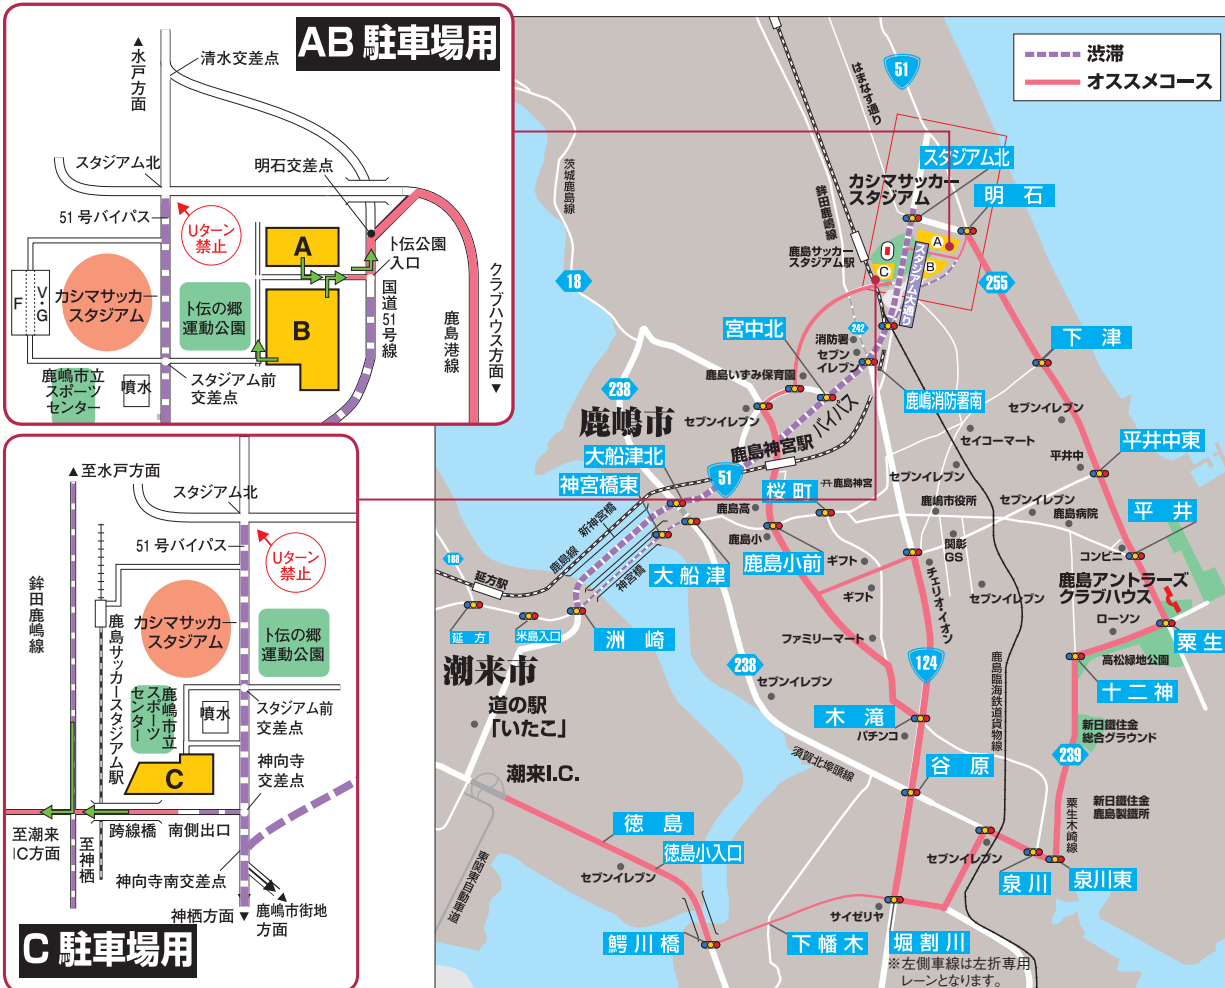 AB 駐車場用
▲水戸方面
清水交差点
スタジアム北
明石交差点
51号バイパス
Uターン
禁止
A
卜伝公園
入口
F
V・G
カシマサッカー
スタジアム
卜伝の郷
運動公園
B
国道51号線
鹿島港線
クラブハウス方面▼
鹿嶋市立
スポーツ
センター
噴水
スタジアム前
交差点
▲至水戸方面
スタジアム北
51号バイパス
Uターン
禁止
鉾田鹿嶋線
鹿島サッカースタジアム駅
カシマサッカー
スタジアム
卜伝の郷
運動公園
鹿嶋市立
スポーツ
センター
噴水
スタジアム前
交差点
C
神向寺
交差点
至潮来
IC方面
至神栖
跨線橋
南側出口
神向寺南交差点
神栖方面▼
鹿嶋市街地
方面
C 駐車場用
渋滞
オススメコース
51
はまなす通り
茨城鹿島線
鉾田鹿嶋線
カシマサッカー
スタジアム
スタジアム北
明石
鹿島サッカー
スタジアム駅
A
B
C
スタジアム大通り
18
255
242
宮中北
消防署
セブン
イレブン
下津
鹿島いずみ保育園
238
鹿嶋消防署南
セブンイレブン
バイパス
セブンイレブン
鹿嶋市
セイコーマート
大船津北
鹿島神宮駅
平井中東
平井中
神宮橋東
51
桜町
鹿島神宮
セブンイレブン
鹿嶋市役所
セブンイレブン
鹿島病院
平井
新神宮橋
鹿島高
鹿島小
鹿島線
神宮橋
大船津
鹿島小前
ギフト
関彰
GS
コンビニ
188
延方駅
チェリオ・イオン
鹿島アントラーズ
クラブハウス
ギフト
セブンイレブン
延方
米島入口
洲崎
ファミリーマート
ローソン
粟生
潮来市
238
124
高松緑地公園
セブンイレブン
鹿島臨海鉄道貨物線
十二神
道の駅
「いたこ」
木滝
パチンコ
新日鐵住金
総合グラウンド
須賀北埠頭線
239
潮来I.C.
谷原
粟生木崎線
新日鐵住金
鹿島製鐵所
徳島
徳島小入口
セブンイレブン
セブンイレブン
東関東自動車道
泉川
泉川東
サイゼリヤ
鰐川橋
下幡木
堀割川
※左側車線は左折専用
レーンとなります。